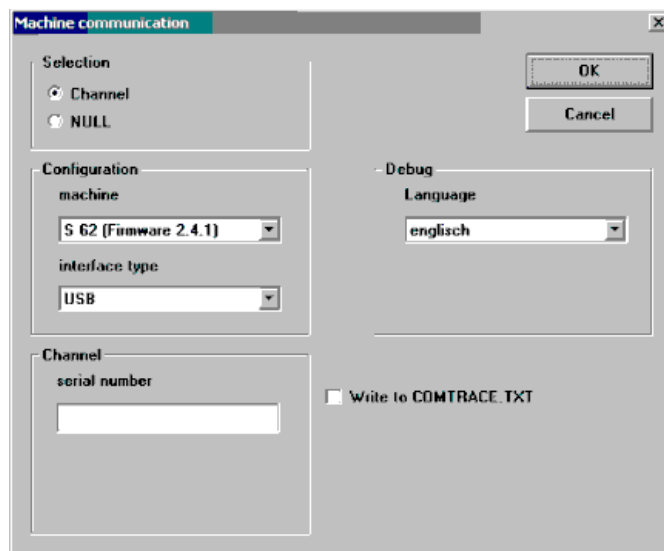 Machine communication
Selection
Channel
NULL
OK
Cancel
Configuration
machine
S 62 (Firmware 2.4.1)
interface type
USB
Debug
Language
englisch
Channel
serial number
Write to COMTRACE.TXT